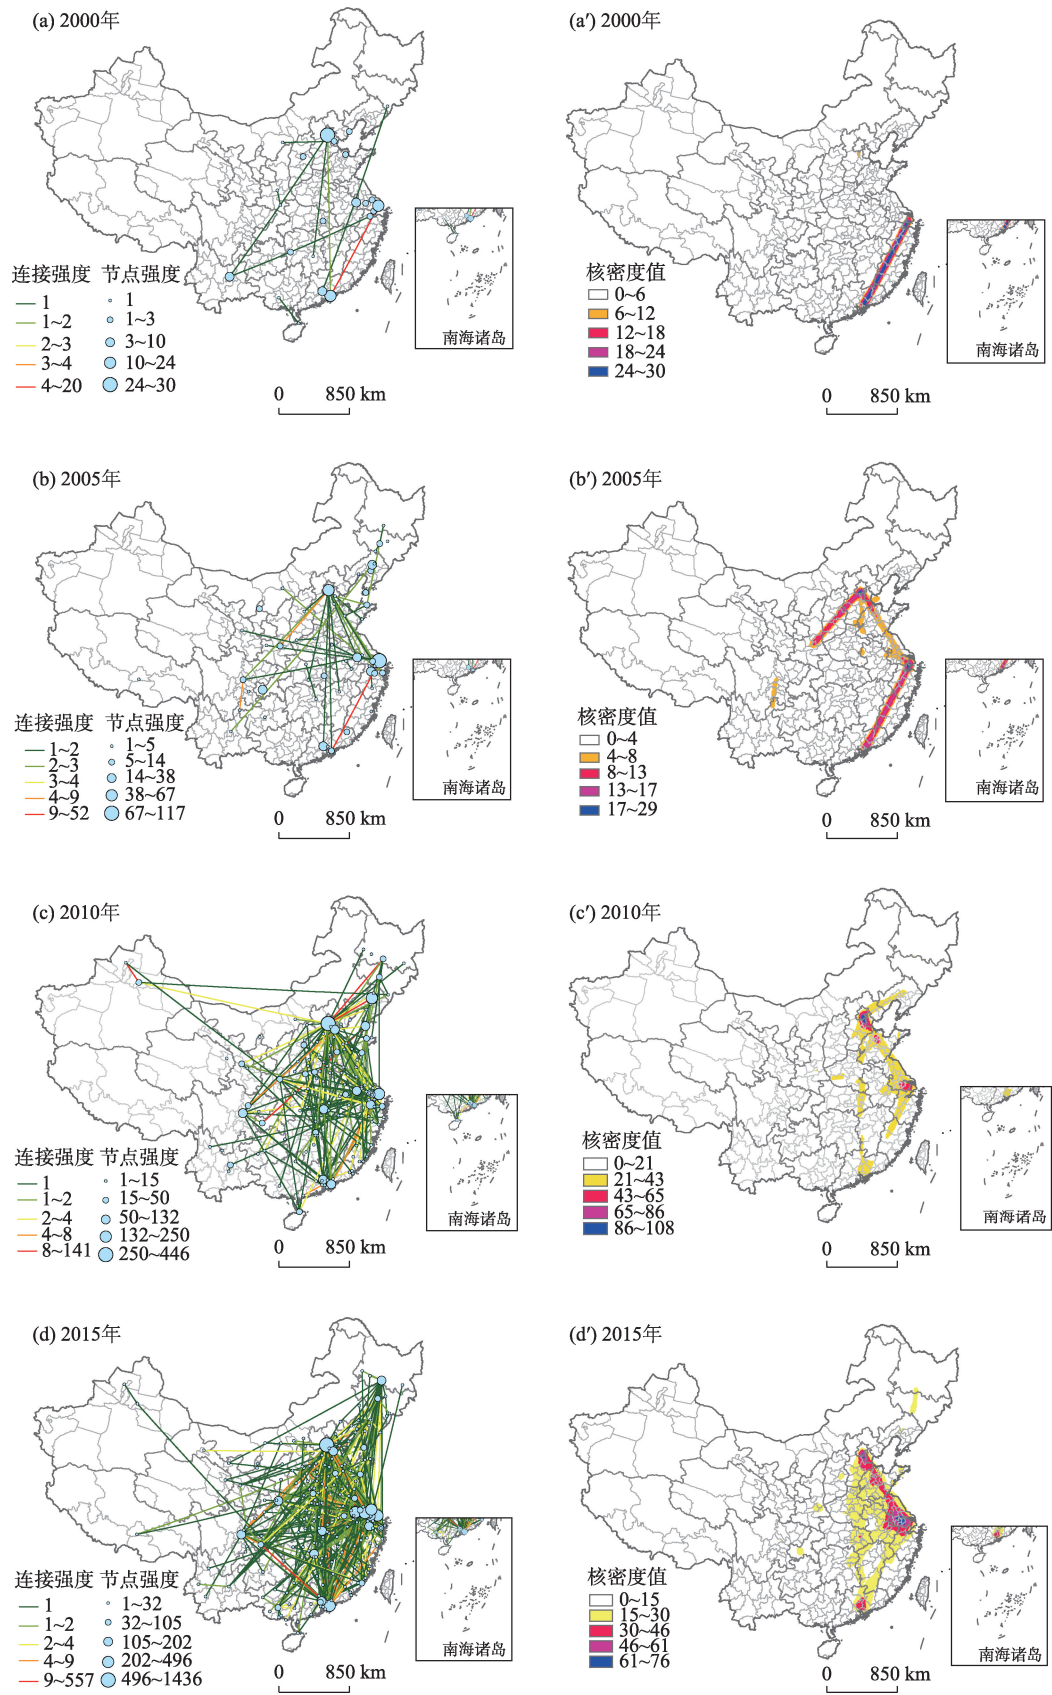 (a) 2000年
连接强度 节点强度
1 1
1~2 1~3
2~3 3~10
3~4 10~24
4~20 24~30
南海诸岛
0 850 km
(a′) 2000年
核密度值
0~6
6~12
12~18
18~24
24~30
南海诸岛
0 850 km
(b) 2005年
连接强度 节点强度
1~2 1~5
2~3 5~14
3~4 14~38
4~9 38~67
9~52 67~117
南海诸岛
0 850 km
(b′) 2005年
核密度值
0~4
4~8
8~13
13~17
17~29
南海诸岛
0 850 km
(c) 2010年
连接强度 节点强度
1 1~15
1~2 15~50
2~4 50~132
4~8 132~250
8~141 250~446
南海诸岛
0 850 km
(c′) 2010年
核密度值
0~21
21~43
43~65
65~86
86~108
南海诸岛
0 850 km
(d) 2015年
连接强度 节点强度
1 1~32
1~2 32~105
2~4 105~202
4~9 202~496
9~557 496~1436
南海诸岛
0 850 km
(d′) 2015年
核密度值
0~15
15~30
30~46
46~61
61~76
南海诸岛
0 850 km